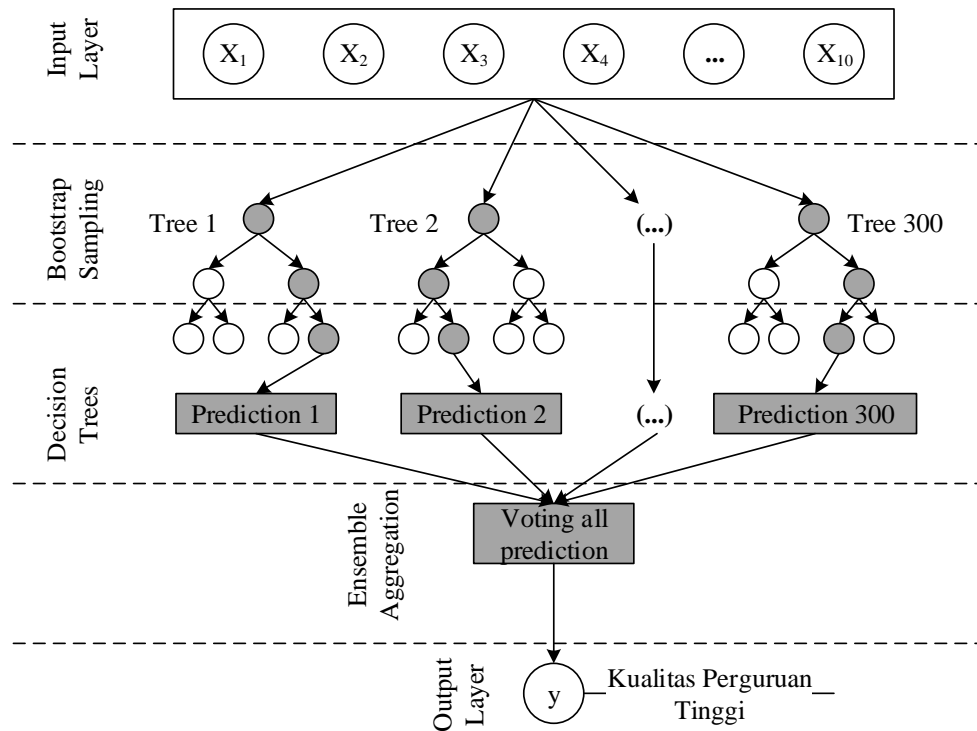 Input
Layer
X1 X2 X3 X4 ... X10
Bootstrap
Sampling
Tree 1 Tree 2 (...) Tree 300
Decision
Trees
Prediction 1 Prediction 2 (...) Prediction 300
Ensemble
Aggregation
Voting all
prediction
Output
Layer
y
Kualitas Perguruan
Tinggi